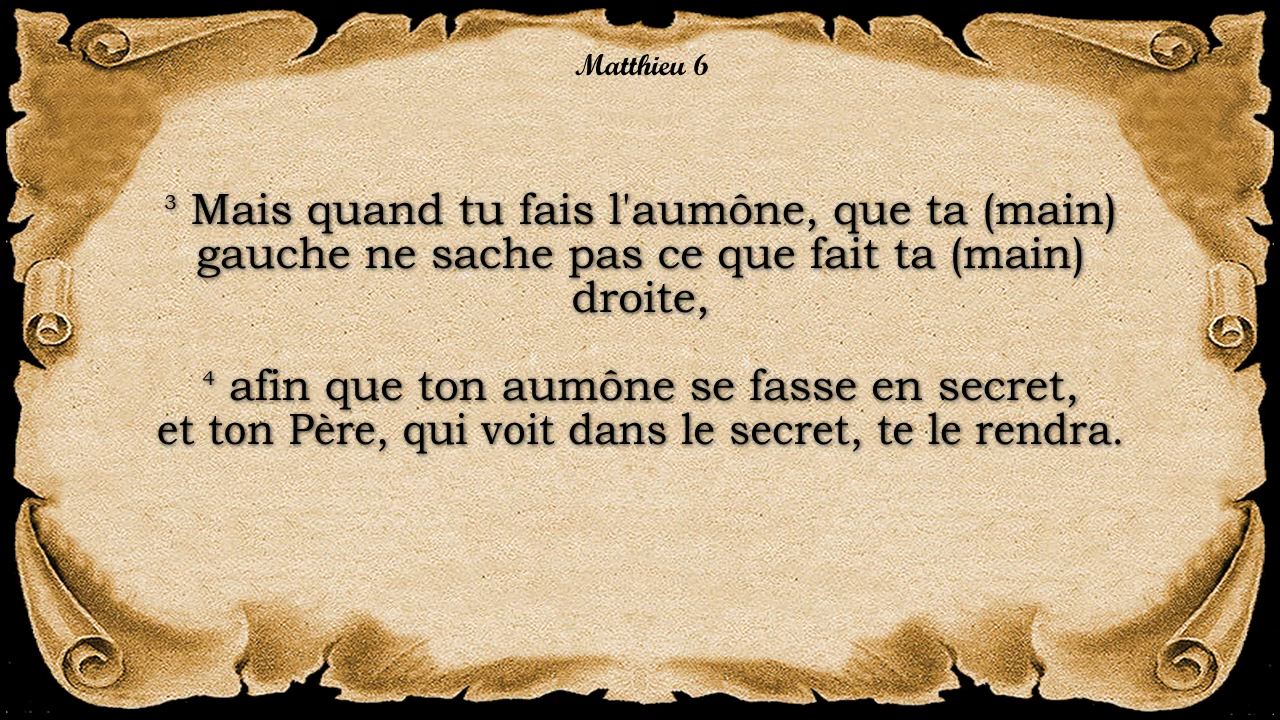 Matthieu 6
³ Mais quand tu fais l'aumône, que ta (main)
gauche ne sache pas ce que fait ta (main)
droite,
⁴ afin que ton aumône se fasse en secret,
et ton Père, qui voit dans le secret, te le rendra.